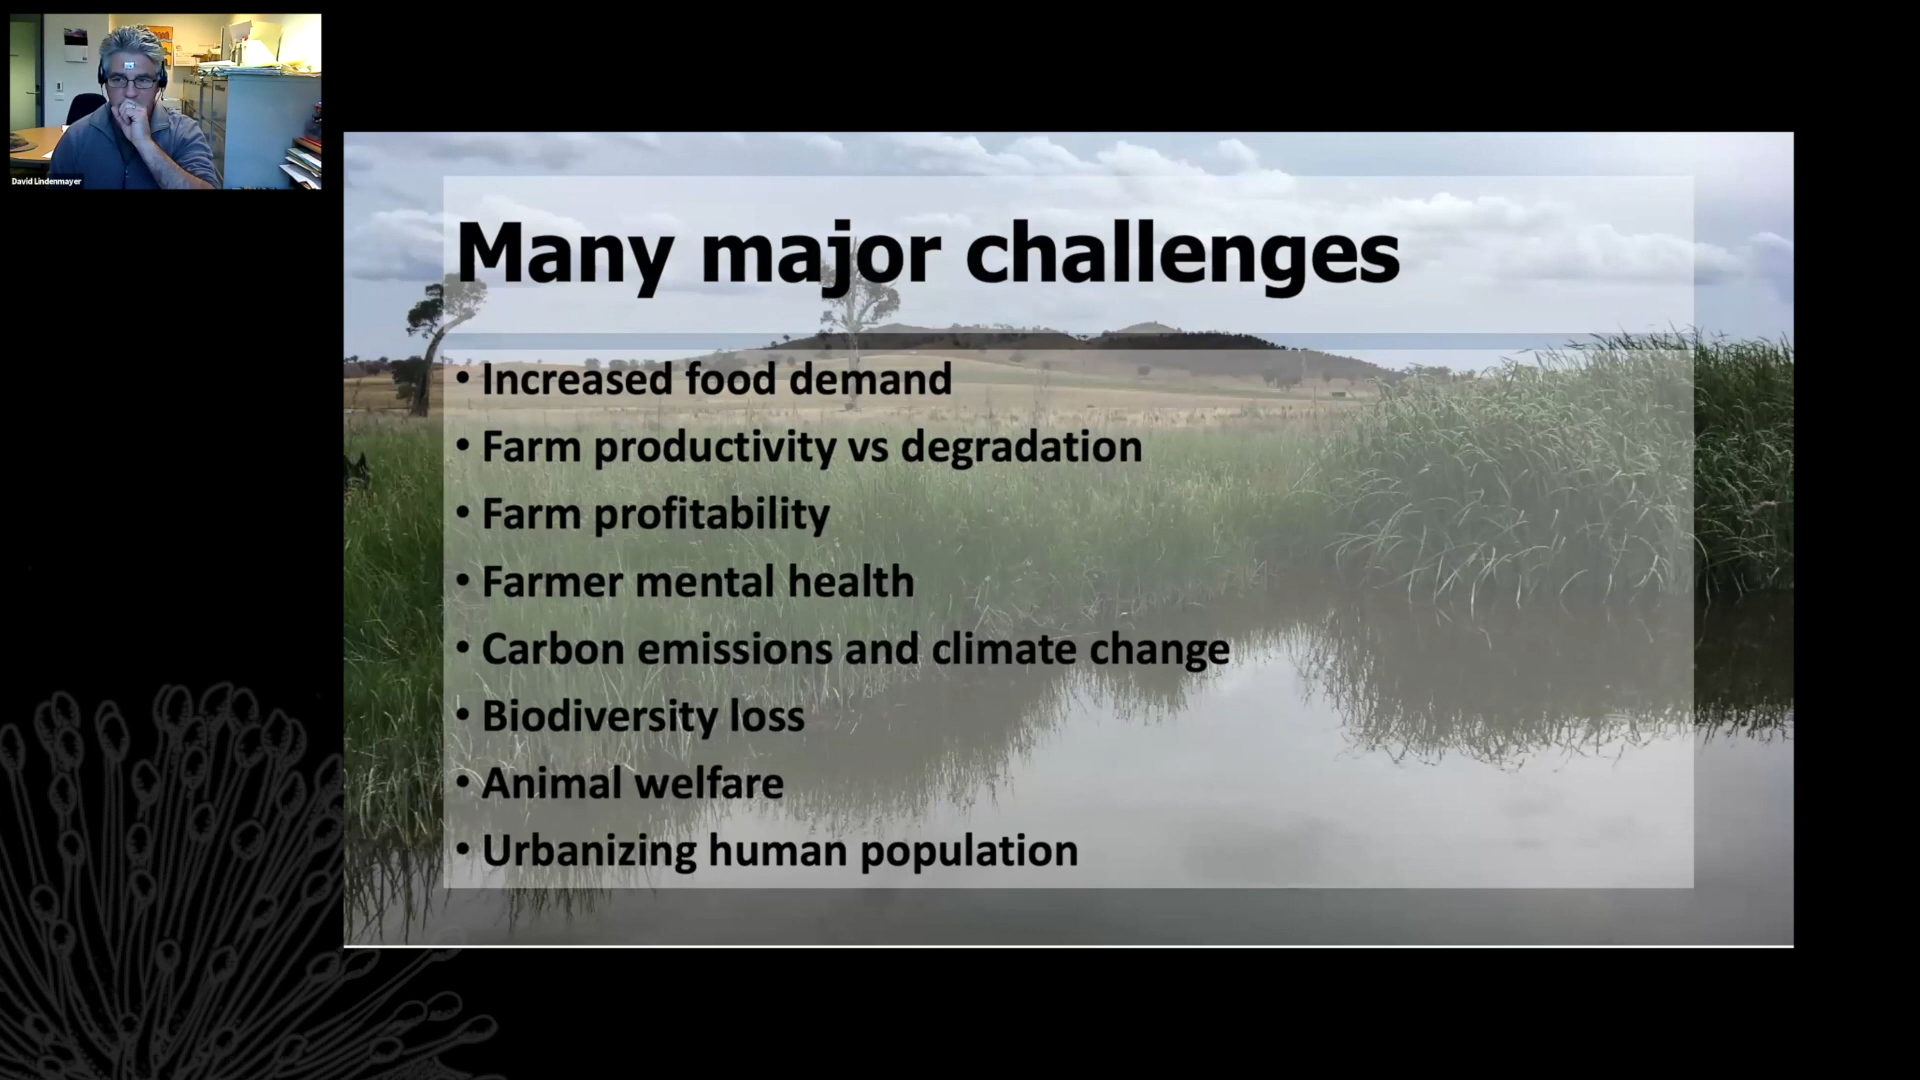 David Lindenmayer
Many major challenges
• Increased food demand
• Farm productivity vs degradation
• Farm profitability
• Farmer mental health
• Carbon emissions and climate change
• Biodiversity loss
• Animal welfare
• Urbanizing human population